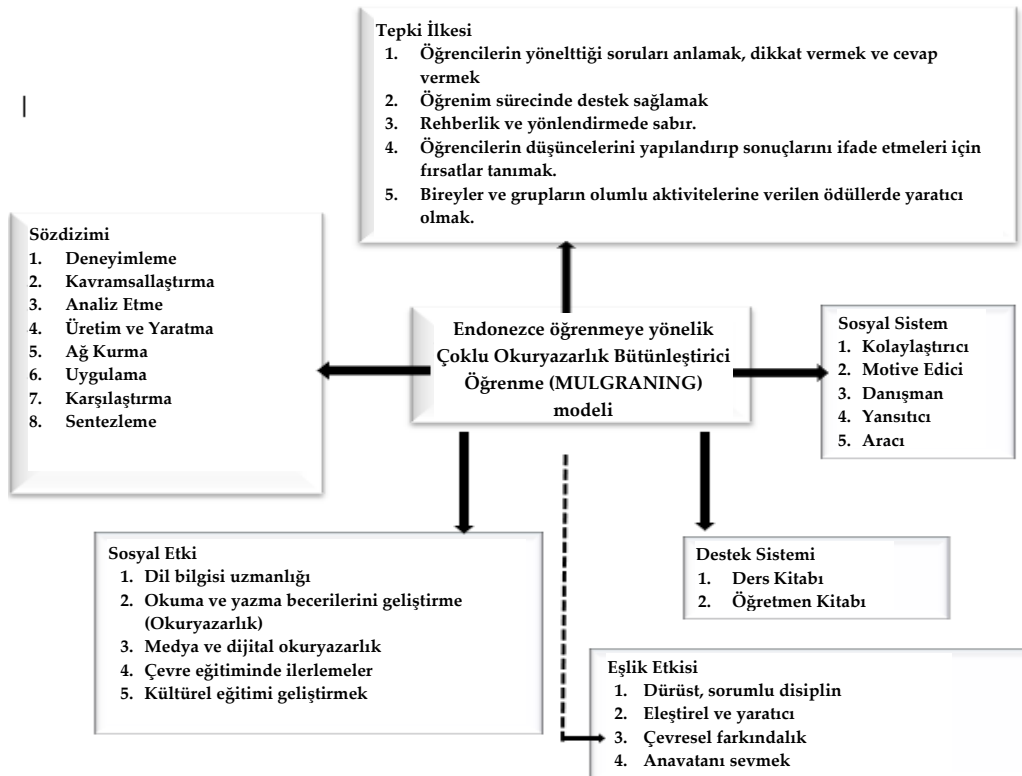 Tepki İlkesi
1. Öğrencilerin yönelttiği soruları anlamak, dikkat vermek ve cevap
vermek
2. Öğrenim sürecinde destek sağlamak
3. Rehberlik ve yönlendirmede sabır.
4. Öğrencilerin düşüncelerini yapılandırıp sonuçlarını ifade etmeleri için
fırsatlar tanımak.
5. Bireyler ve grupların olumlu aktivitelerine verilen ödüllerde yaratıcı
olmak.
Sözdizimi
1. Deneyimleme
2. Kavramsallaştırma
3. Analiz Etme
4. Üretim ve Yaratma
5. Ağ Kurma
6. Uygulama
7. Karşılaştırma
8. Sentezleme
Endonezce öğrenmeye yönelik
Çoklu Okuryazarlık Bütünleştirici
Öğrenme (MULGRANING)
modeli
Sosyal Sistem
1. Kolaylaştırıcı
2. Motive Edici
3. Danışman
4. Yansıtıcı
5. Aracı
Sosyal Etki
1. Dil bilgisi uzmanlığı
2. Okuma ve yazma becerilerini geliştirme
(Okuryazarlık)
3. Medya ve dijital okuryazarlık
4. Çevre eğitiminde ilerlemeler
5. Kültürel eğitimi geliştirmek
Destek Sistemi
1. Ders Kitabı
2. Öğretmen Kitabı
Eşlik Etkisi
1. Dürüst, sorumlu disiplin
2. Eleştirel ve yaratıcı
3. Çevresel farkındalık
4. Anavatanı sevmek